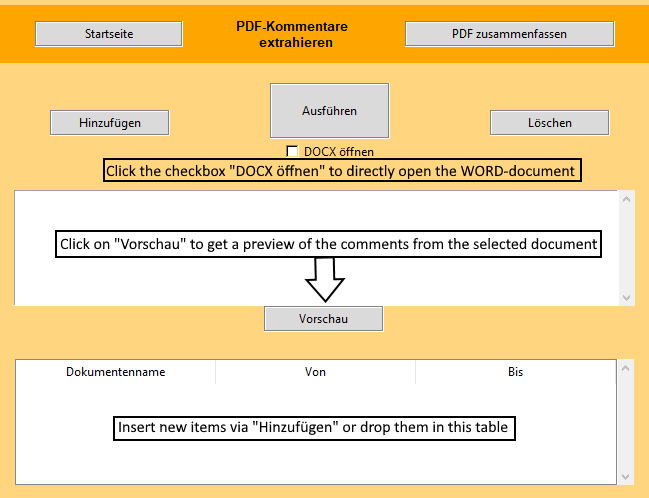 Startseite
PDF-Kommentare
extrahieren
PDF zusammenfassen
Hinzufügen
Ausführen
Löschen
DOCX öffnen
Click the checkbox "DOCX öffnen" to directly open the WORD-document
Click on "Vorschau" to get a preview of the comments from the selected document
Vorschau
Dokumentenname Von Bis
Insert new items via "Hinzufügen" or drop them in this table